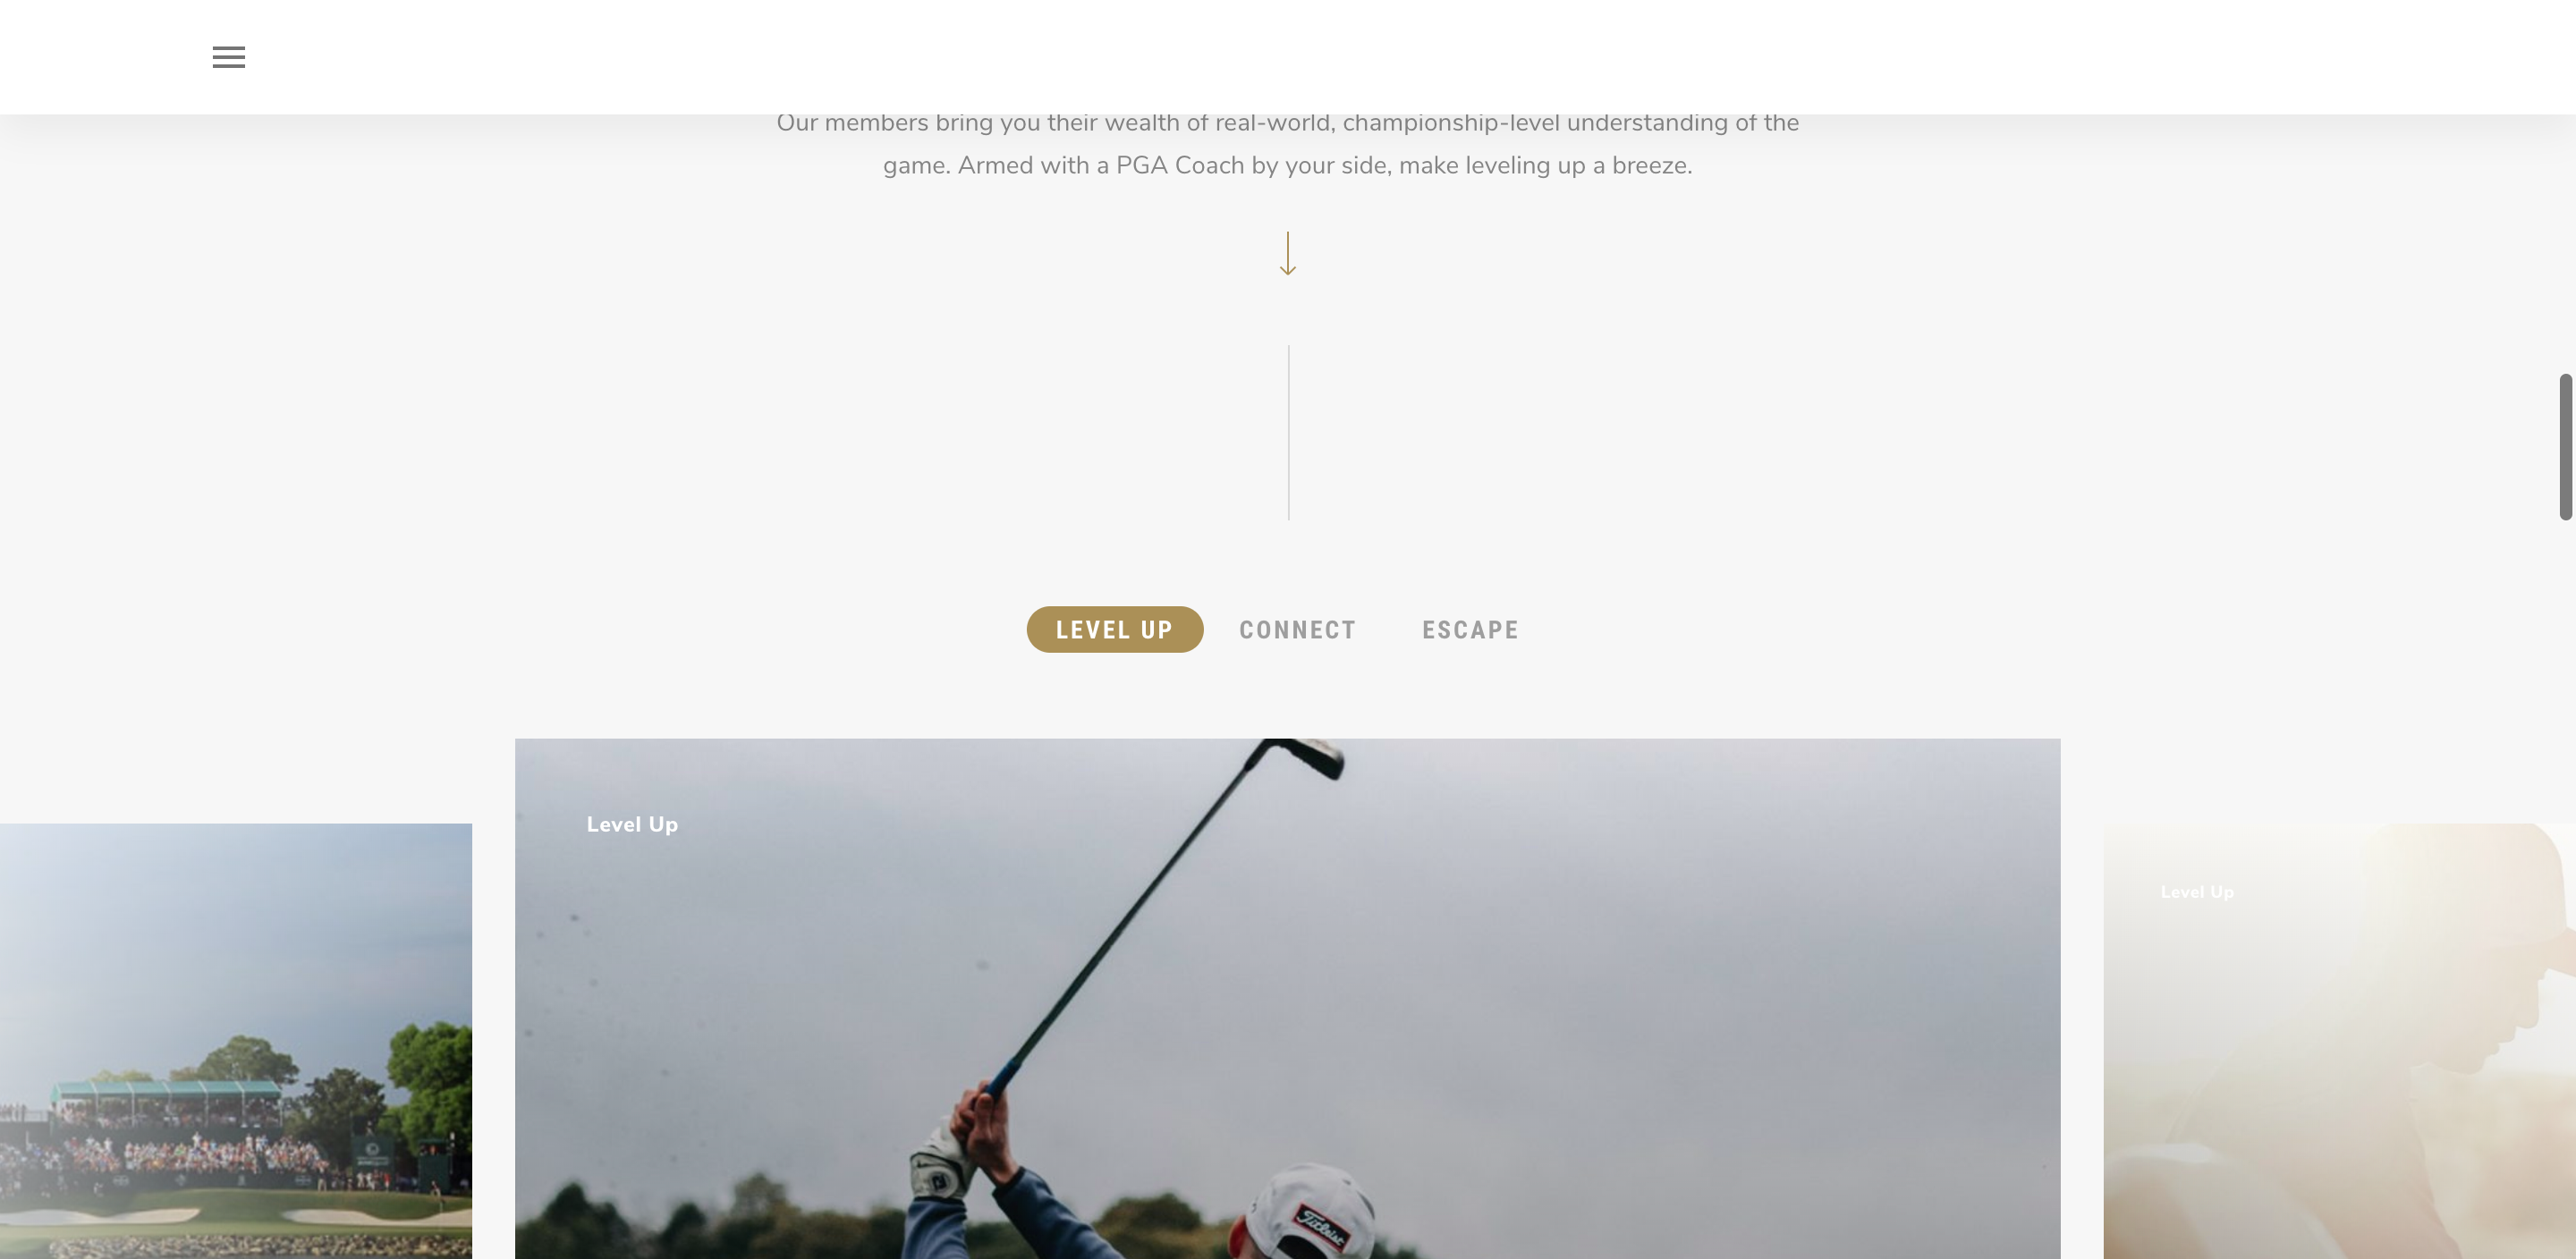 Our members bring you their wealth of real-world, championship-level understanding of the
game. Armed with a PGA Coach by your side, make leveling up a breeze.
LEVEL UP CONNECT ESCAPE
Level Up
Level Up
Titleist